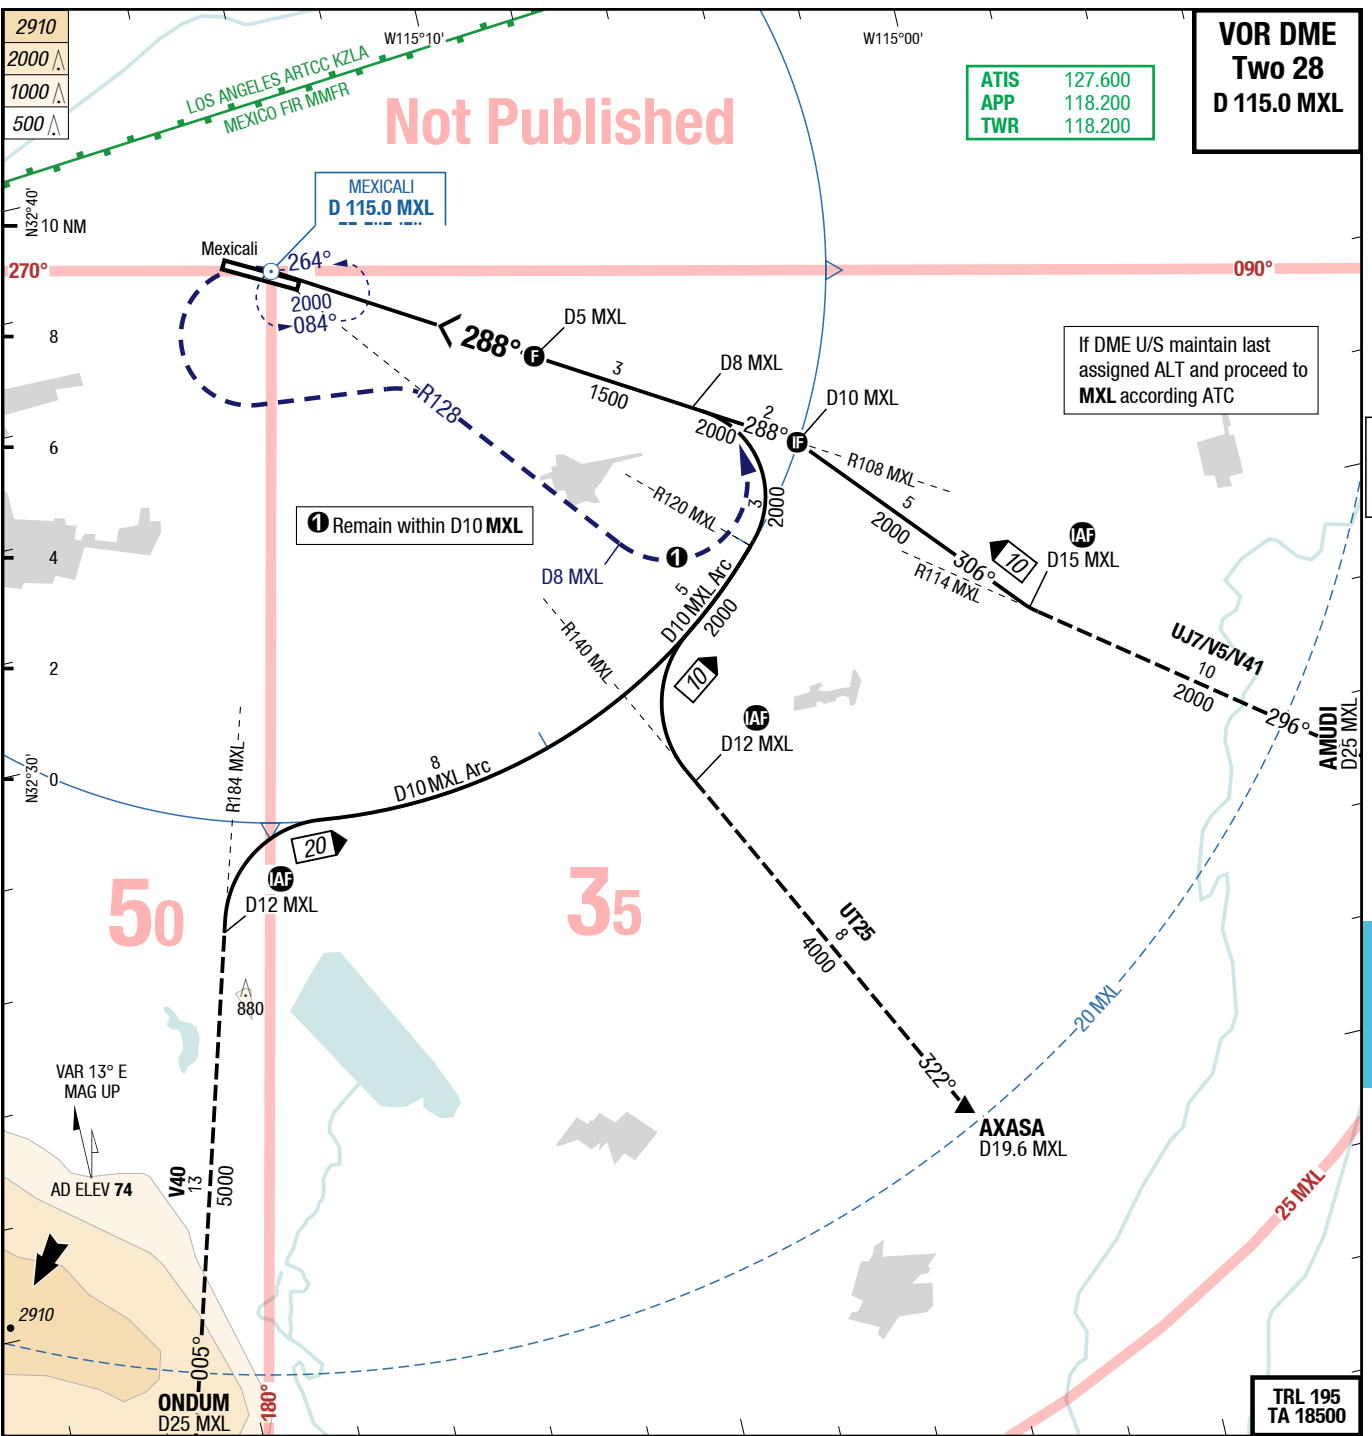 2910
2000
1000
500
W115°10'
W115°00'
VOR DME
Two 28
D 115.0 MXL
LOS ANGELES ARTCC KZLA
MEXICO FIR MMFR
Not Published
ATIS 127.600
APP 118.200
TWR 118.200
MEXICALI
D 115.0 MXL
N32°40'
10 NM
Mexicali
270°
264°
090°
2000
084°
D5 MXL
288°
F
8
If DME U/S maintain last
assigned ALT and proceed to
MXL according ATC
3
1500
D8 MXL
R128
D10 MXL
2
288°
2000
IF
6
R108 MXL
5
2000
R120 MXL
3
2000
1 Remain within D10 MXL
1
D8 MXL
4
IAF
D15 MXL
10
306°
R114 MXL
5
D10 MXL Arc
2000
R140 MXL
UJ7/V5/V41
10
2000
296°
AMUDI
D25 MXL
2
10
IAF
D12 MXL
N32°30'
0
R184 MXL
8
D10 MXL Arc
20
IAF
D12 MXL
50
35
UT25
8
4000
880
20 MXL
322°
VAR 13° E
MAG UP
AXASA
D19.6 MXL
AD ELEV 74
V40
13
5000
25 MXL
2910
005°
ONDUM
D25 MXL
180°
TRL 195
TA 18500